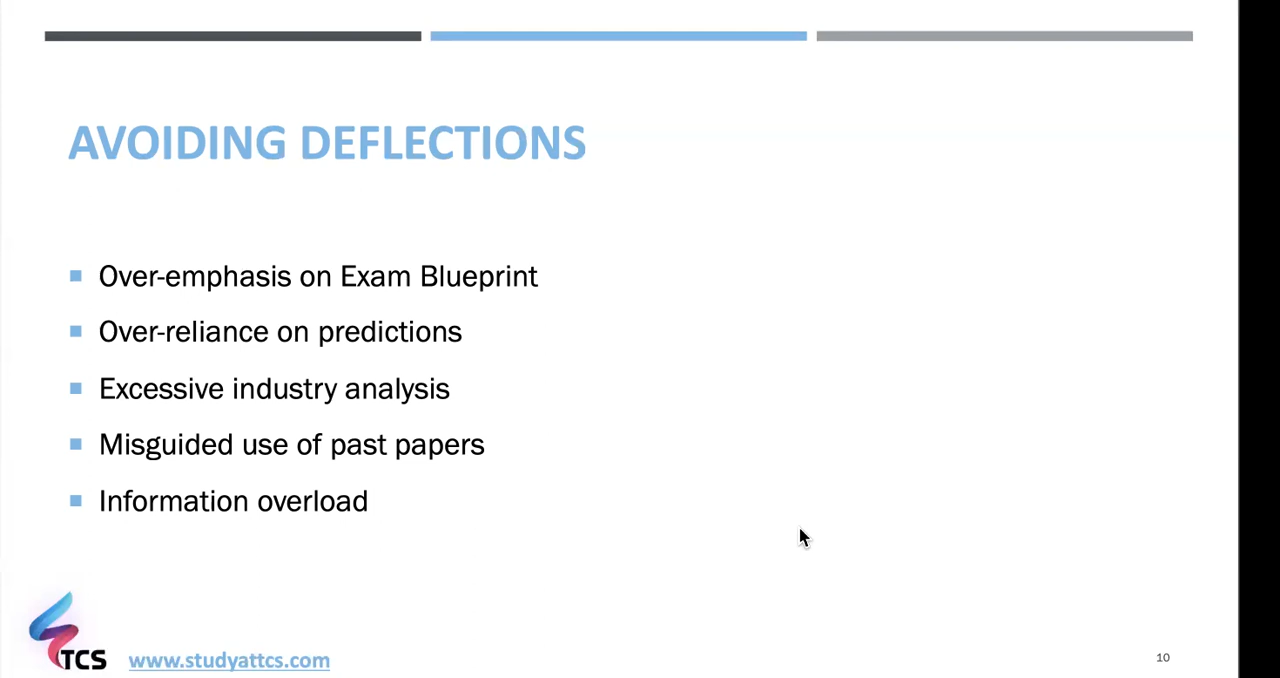 AVOIDING DEFLECTIONS
Over-emphasis on Exam Blueprint
Over-reliance on predictions
Excessive industry analysis
Misguided use of past papers
Information overload
TCS
www.studyattcs.com
10